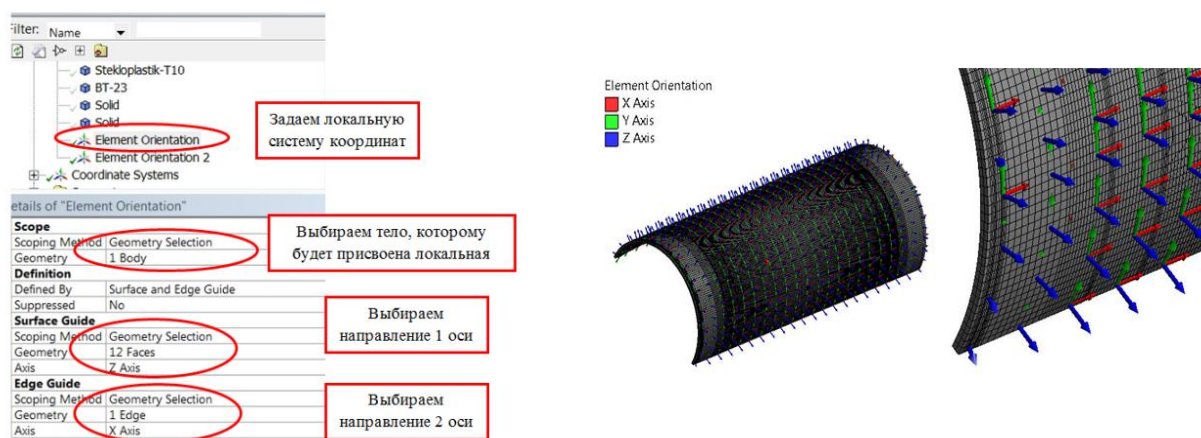 Filter: Name
Stekloplastik-T10
BT-23
Solid
Solid
Element Orientation
Element Orientation 2
Coordinate Systems
Задаем локальную
систему координат
etails of "Element Orientation"
Scope
Scoping Method Geometry Selection
Geometry 1 Body
Definition
Defined By Surface and Edge Guide
Suppressed No
Surface Guide
Scoping Method Geometry Selection
Geometry 12 Faces
Axis Z Axis
Edge Guide
Scoping Method Geometry Selection
Geometry 1 Edge
Axis X Axis
Выбираем тело, которому
будет присвоена локальная
Выбираем
направление 1 оси
Выбираем
направление 2 оси
Element Orientation
X Axis
Y Axis
Z Axis